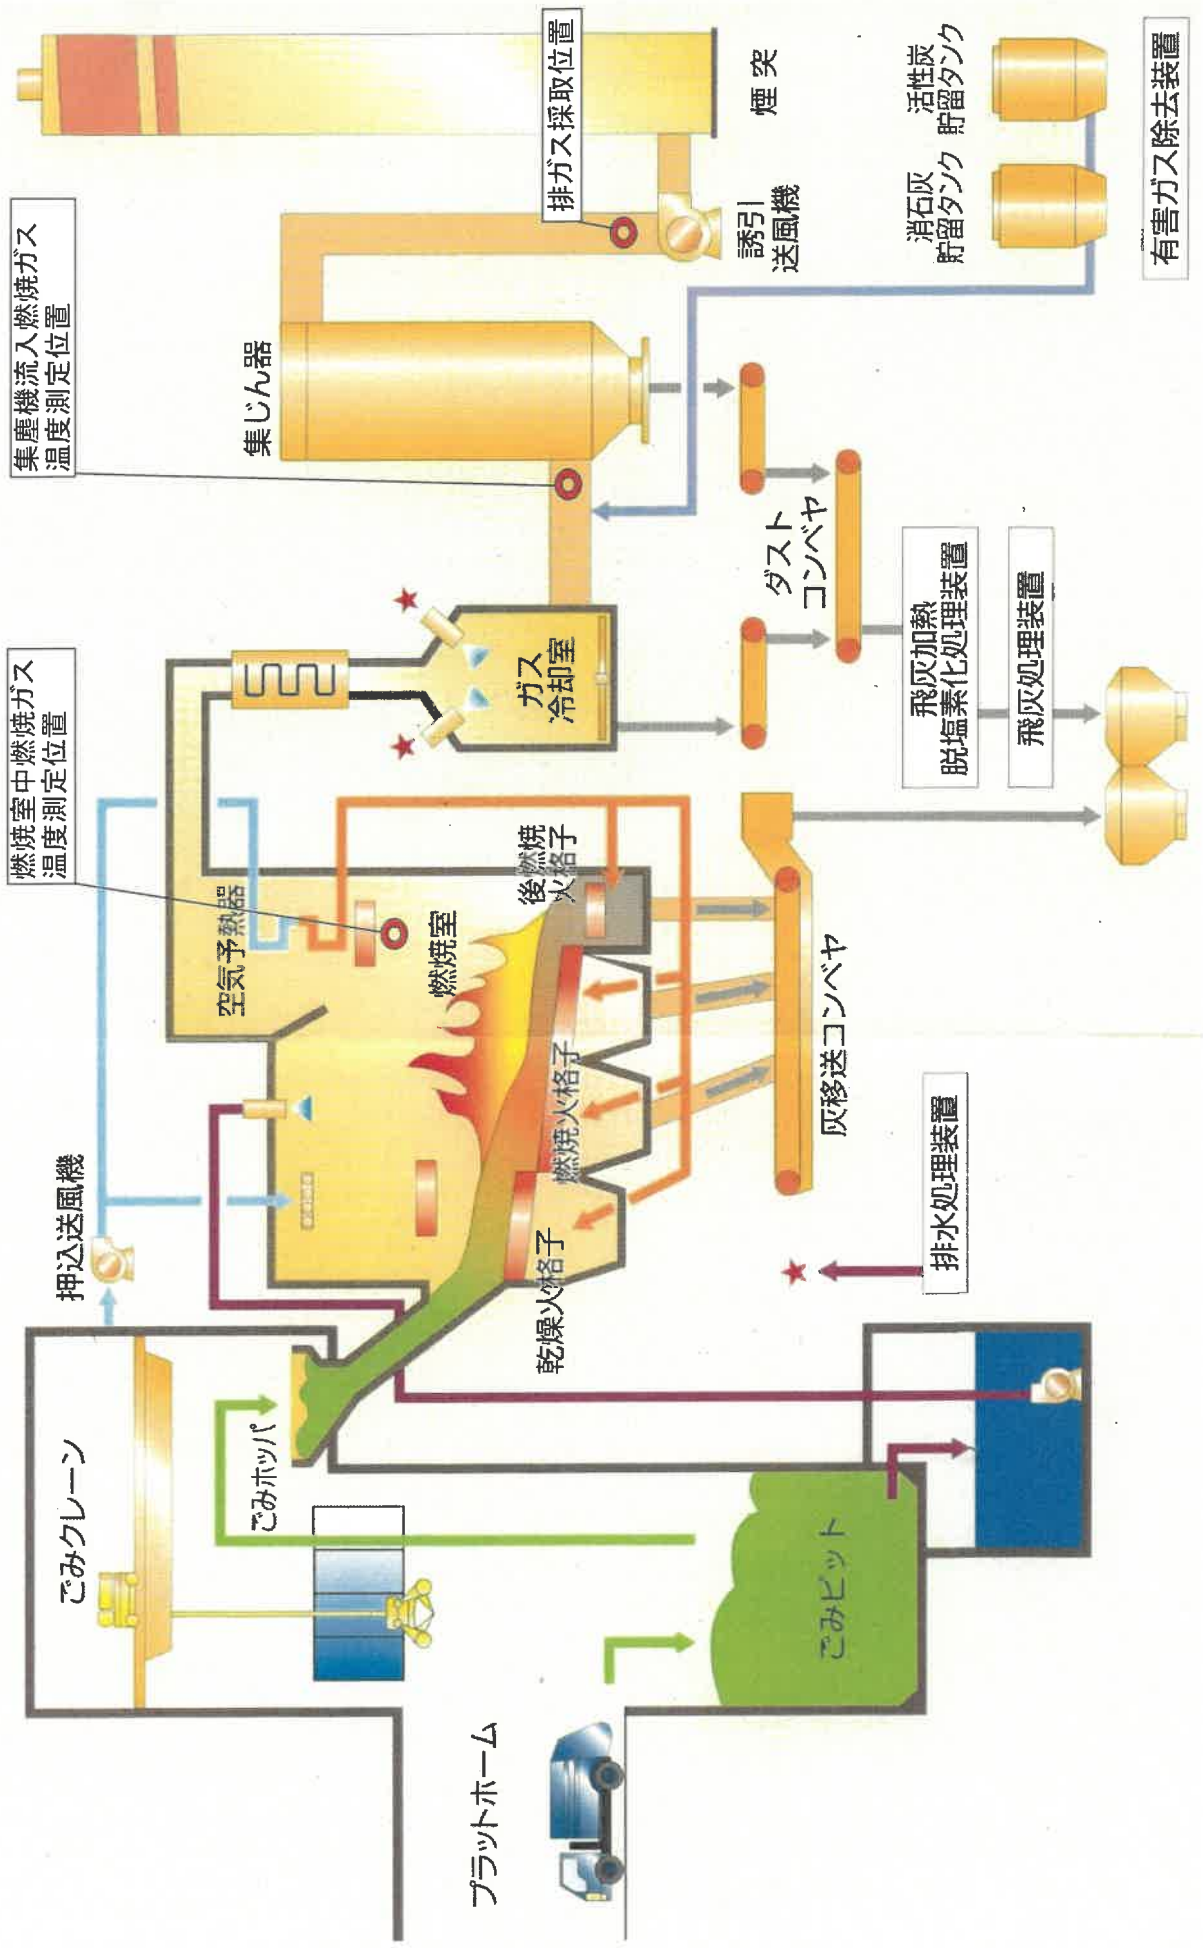 燃焼室中燃焼ガス
温度測定位置
集塵機流入燃焼ガス
温度測定位置
押込送風機
ごみクレーン
空気予熱器
集じん器
排ガス採取位置
ごみホッパ
燃焼室
ガス
冷却室
後燃焼
火格子
プラットホーム
乾燥火格子
燃焼火格子
誘引
送風機
煙突
ダスト
コンベヤ
ごみピット
灰移送コンベヤ
飛灰加熱
脱塩素化処理装置
消石灰
貯留タンク
活性炭
貯留タンク
排水処理装置
飛灰処理装置
有害ガス除去装置